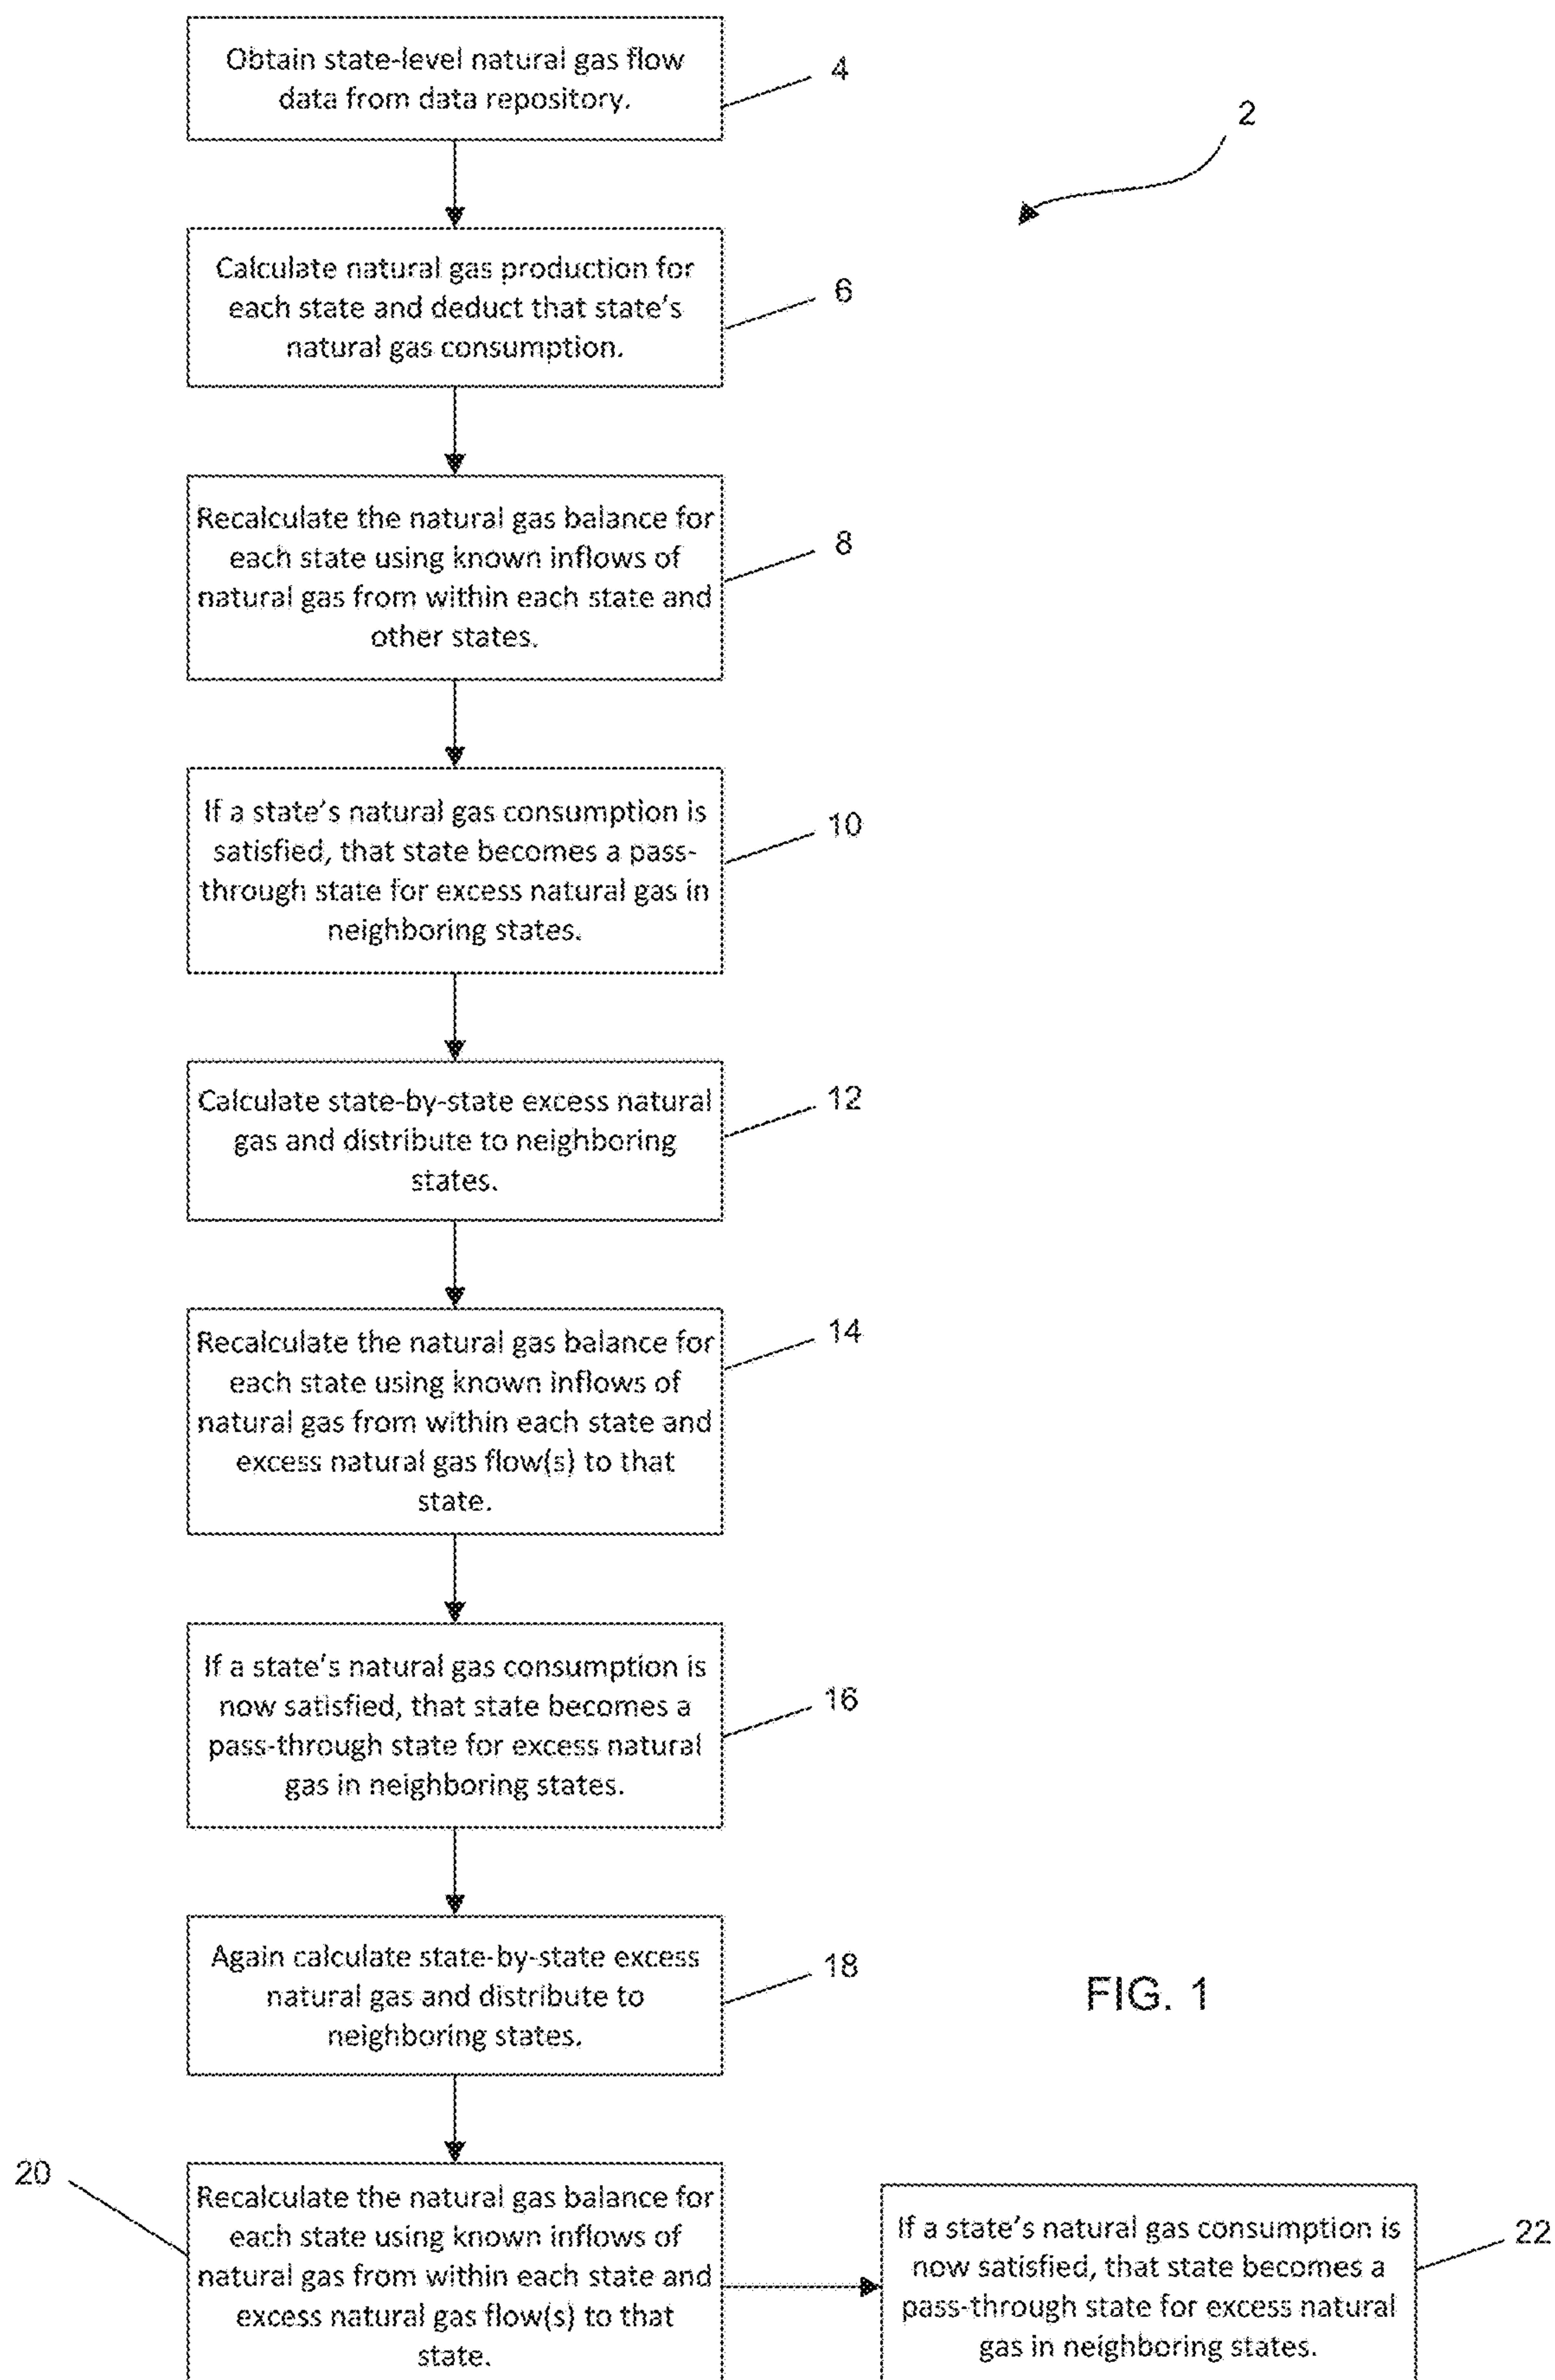 Obtain state-level natural gas flow
data from data repository.
4
2
Calculate natural gas production for
each state and deduct that state's
natural gas consumption.
6
Recalculate the natural gas balance for
each state using known inflows of
natural gas from within each state and
other states.
8
If a state's natural gas consumption is
satisfied, that state becomes a pass-
through state for excess natural gas in
neighboring states.
10
Calculate state-by-state excess natural
gas and distribute to neighboring
states.
12
Recalculate the natural gas balance for
each state using known inflows of
natural gas from within each state and
excess natural gas flow(s) to that
state.
14
If a state's natural gas consumption is
now satisfied, that state becomes a
pass-through state for excess natural
gas in neighboring states.
16
Again calculate state-by-state excess
natural gas and distribute to
neighboring states.
18
FIG. 1
20
Recalculate the natural gas balance for
each state using known inflows of
natural gas from within each state and
excess natural gas flow(s) to that
state.
If a state's natural gas consumption is
now satisfied, that state becomes a
pass-through state for excess natural
gas in neighboring states.
22